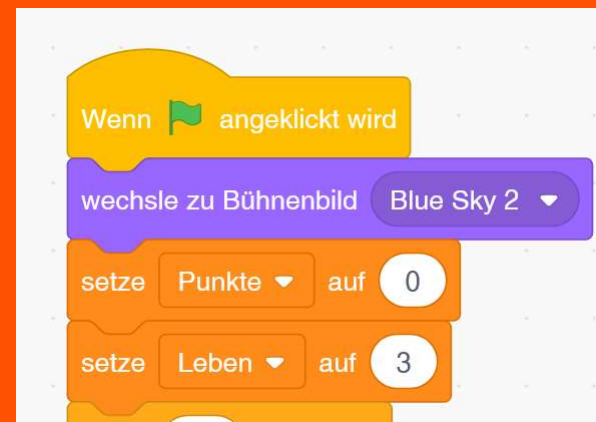 Wenn angeklickt wird
wechsle zu Bühnenbild Blue Sky 2
setze Punkte auf 0
setze Leben auf 3